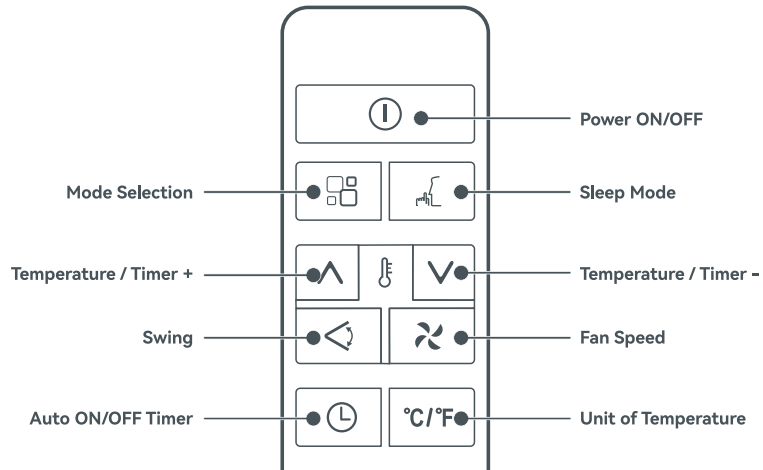 Power ON/OFF
Mode Selection
Sleep Mode
Temperature / Timer +
Temperature / Timer –
Swing
Fan Speed
Auto ON/OFF Timer
°C/°F
Unit of Temperature